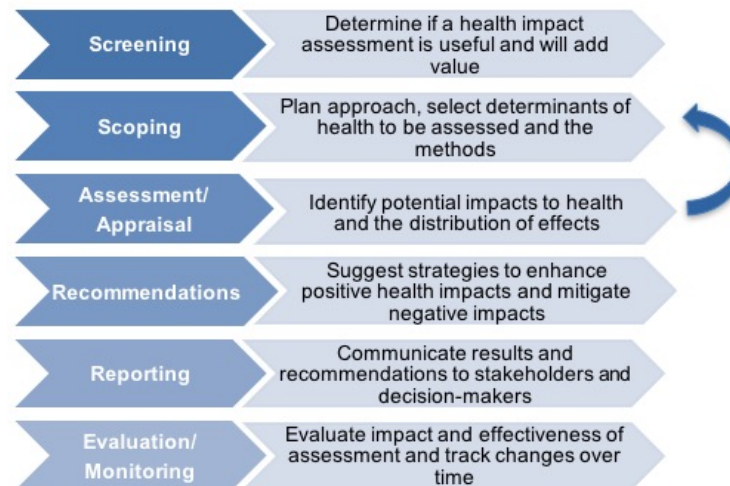 Screening
Determine if a health impact
assessment is useful and will add
value
Scoping
Plan approach, select determinants of
health to be assessed and the
methods
Assessment/
Appraisal
Identify potential impacts to health
and the distribution of effects
Recommendations
Suggest strategies to enhance
positive health impacts and mitigate
negative impacts
Reporting
Communicate results and
recommendations to stakeholders and
decision-makers
Evaluation/
Monitoring
Evaluate impact and effectiveness of
assessment and track changes over
time